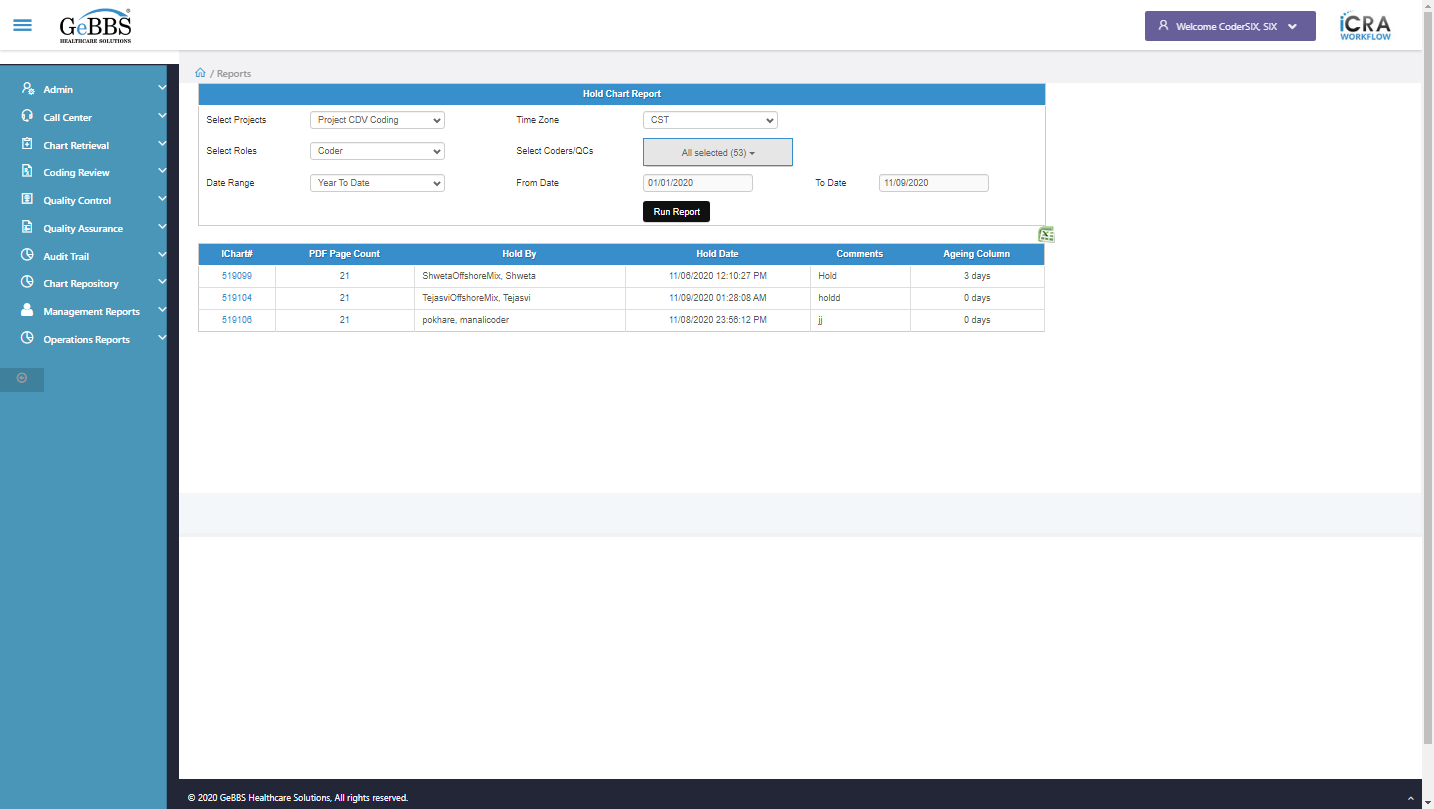 GeBBS®
HEALTHCARE SOLUTIONS
Welcome CoderSIX, SIX
iCRA
WORKFLOW
Admin
Call Center
Chart Retrieval
Coding Review
Quality Control
Quality Assurance
Audit Trail
Chart Repository
Management Reports
Operations Reports
/ Reports
Hold Chart Report
Select Projects Project CDV Coding Time Zone CST
Select Roles Coder Select Coders/QCs All selected (53)
Date Range Year To Date From Date 01/01/2020 To Date 11/09/2020
Run Report
IChart# PDF Page Count Hold By Hold Date Comments Ageing Column
519099 21 ShwetaOffshoreMix, Shweta 11/06/2020 12:10:27 PM Hold 3 days
519104 21 TejasviOffshoreMix, Tejasvi 11/09/2020 01:28:08 AM holdd 0 days
519106 21 pokhare, manalicoder 11/08/2020 23:56:12 PM jj 0 days
© 2020 GeBBS Healthcare Solutions, All rights reserved.